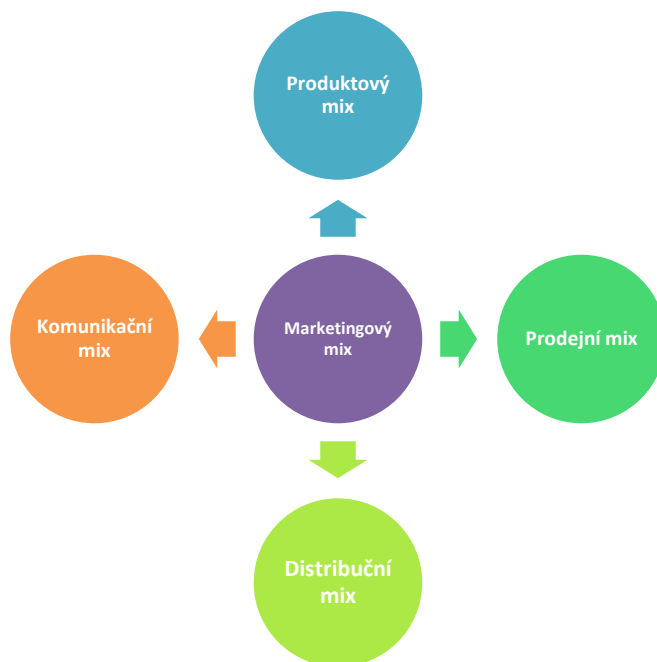 Produktový
mix
Komunikační
mix
Marketingový
mix
Prodejní mix
Distribuční
mix